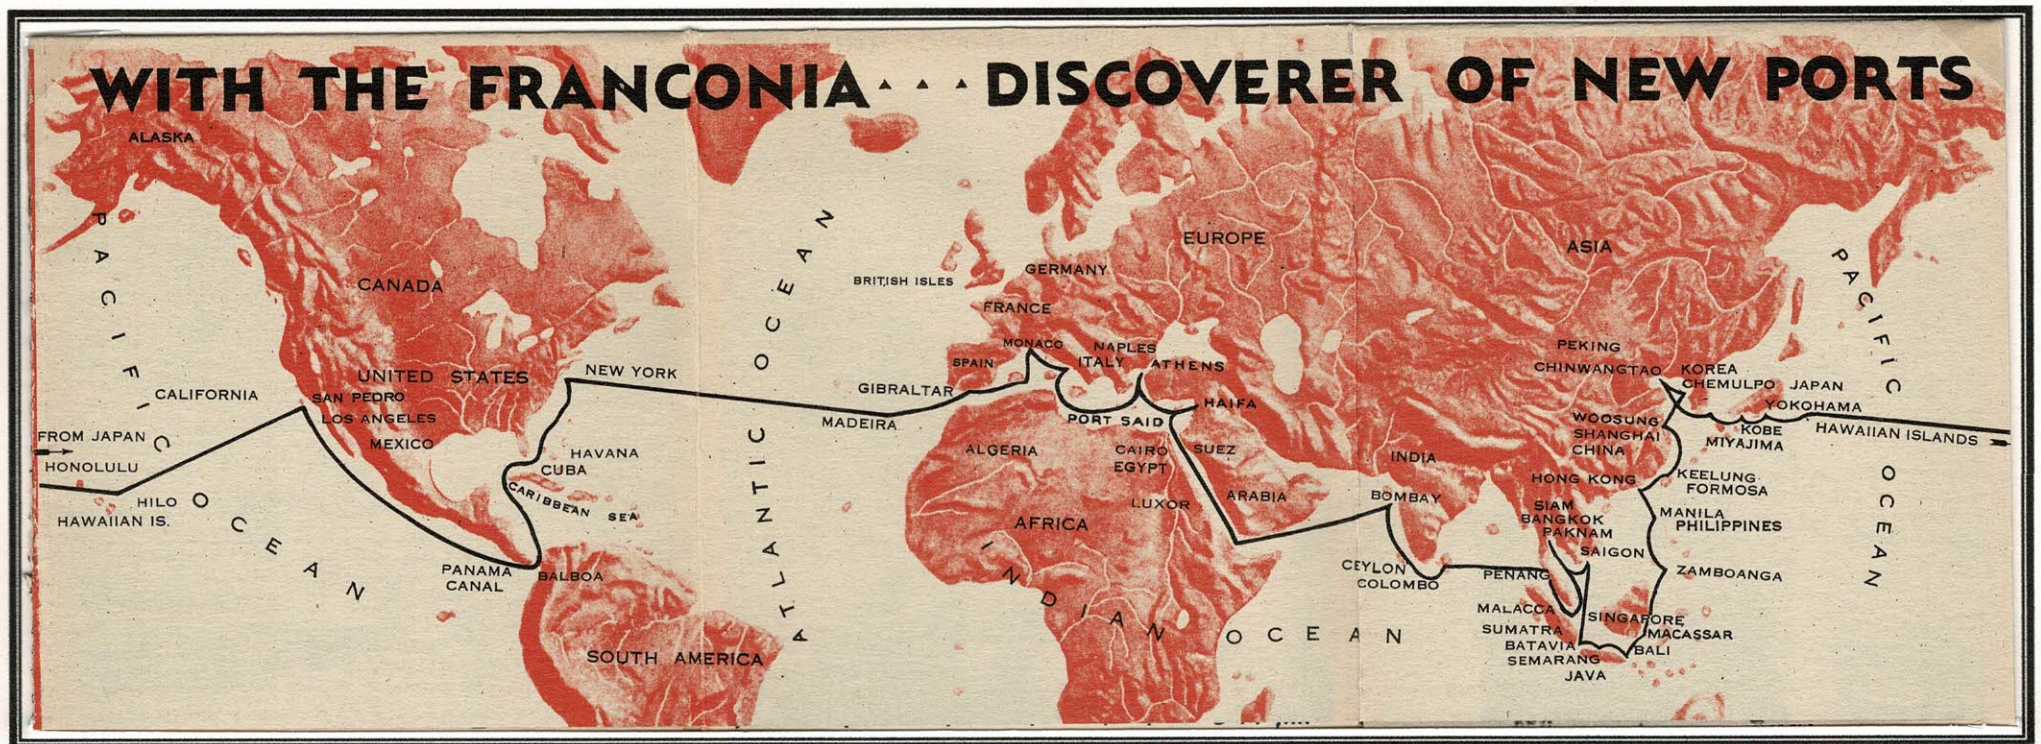 WITH THE FRANCONIA... DISCOVERER OF NEW PORTS
ALASKA
PACIFIC OCEAN
CANADA
UNITED STATES
CALIFORNIA
SAN PEDRO
LOS ANGELES
MEXICO
FROM JAPAN
HONOLULU
HILO
HAWAIIAN IS.
NEW YORK
HAVANA
CUBA
CARIBBEAN SEA
PANAMA
CANAL
BALBOA
SOUTH AMERICA
ATLANTIC OCEAN
BRITISH ISLES
EUROPE
GERMANY
FRANCE
MONACO
SPAIN
NAPLES
ITALY
ATHENS
GIBRALTAR
MADEIRA
HAIFA
PORT SAID
ALGERIA
CAIRO
EGYPT
SUEZ
LUXOR
ARABIA
AFRICA
INDIAN OCEAN
INDIA
BOMBAY
CEYLON
COLOMBO
ASIA
PEKING
CHINWANGTAO
KOREA
CHEMULPO
JAPAN
YOKOHAMA
KOBE
MIYAJIMA
HAWAIIAN ISLANDS
WOOSUNG
SHANGHAI
CHINA
HONG KONG
KEELUNG
FORMOSA
SIAM
BANGKOK
PAKNAM
SAIGON
MANILA
PHILIPPINES
ZAMBOANGA
PENANG
MALACCA
SUMATRA
BATAVIA
SEMARANG
JAVA
SINGAPORE
MACASSAR
BALI
PACIFIC OCEAN